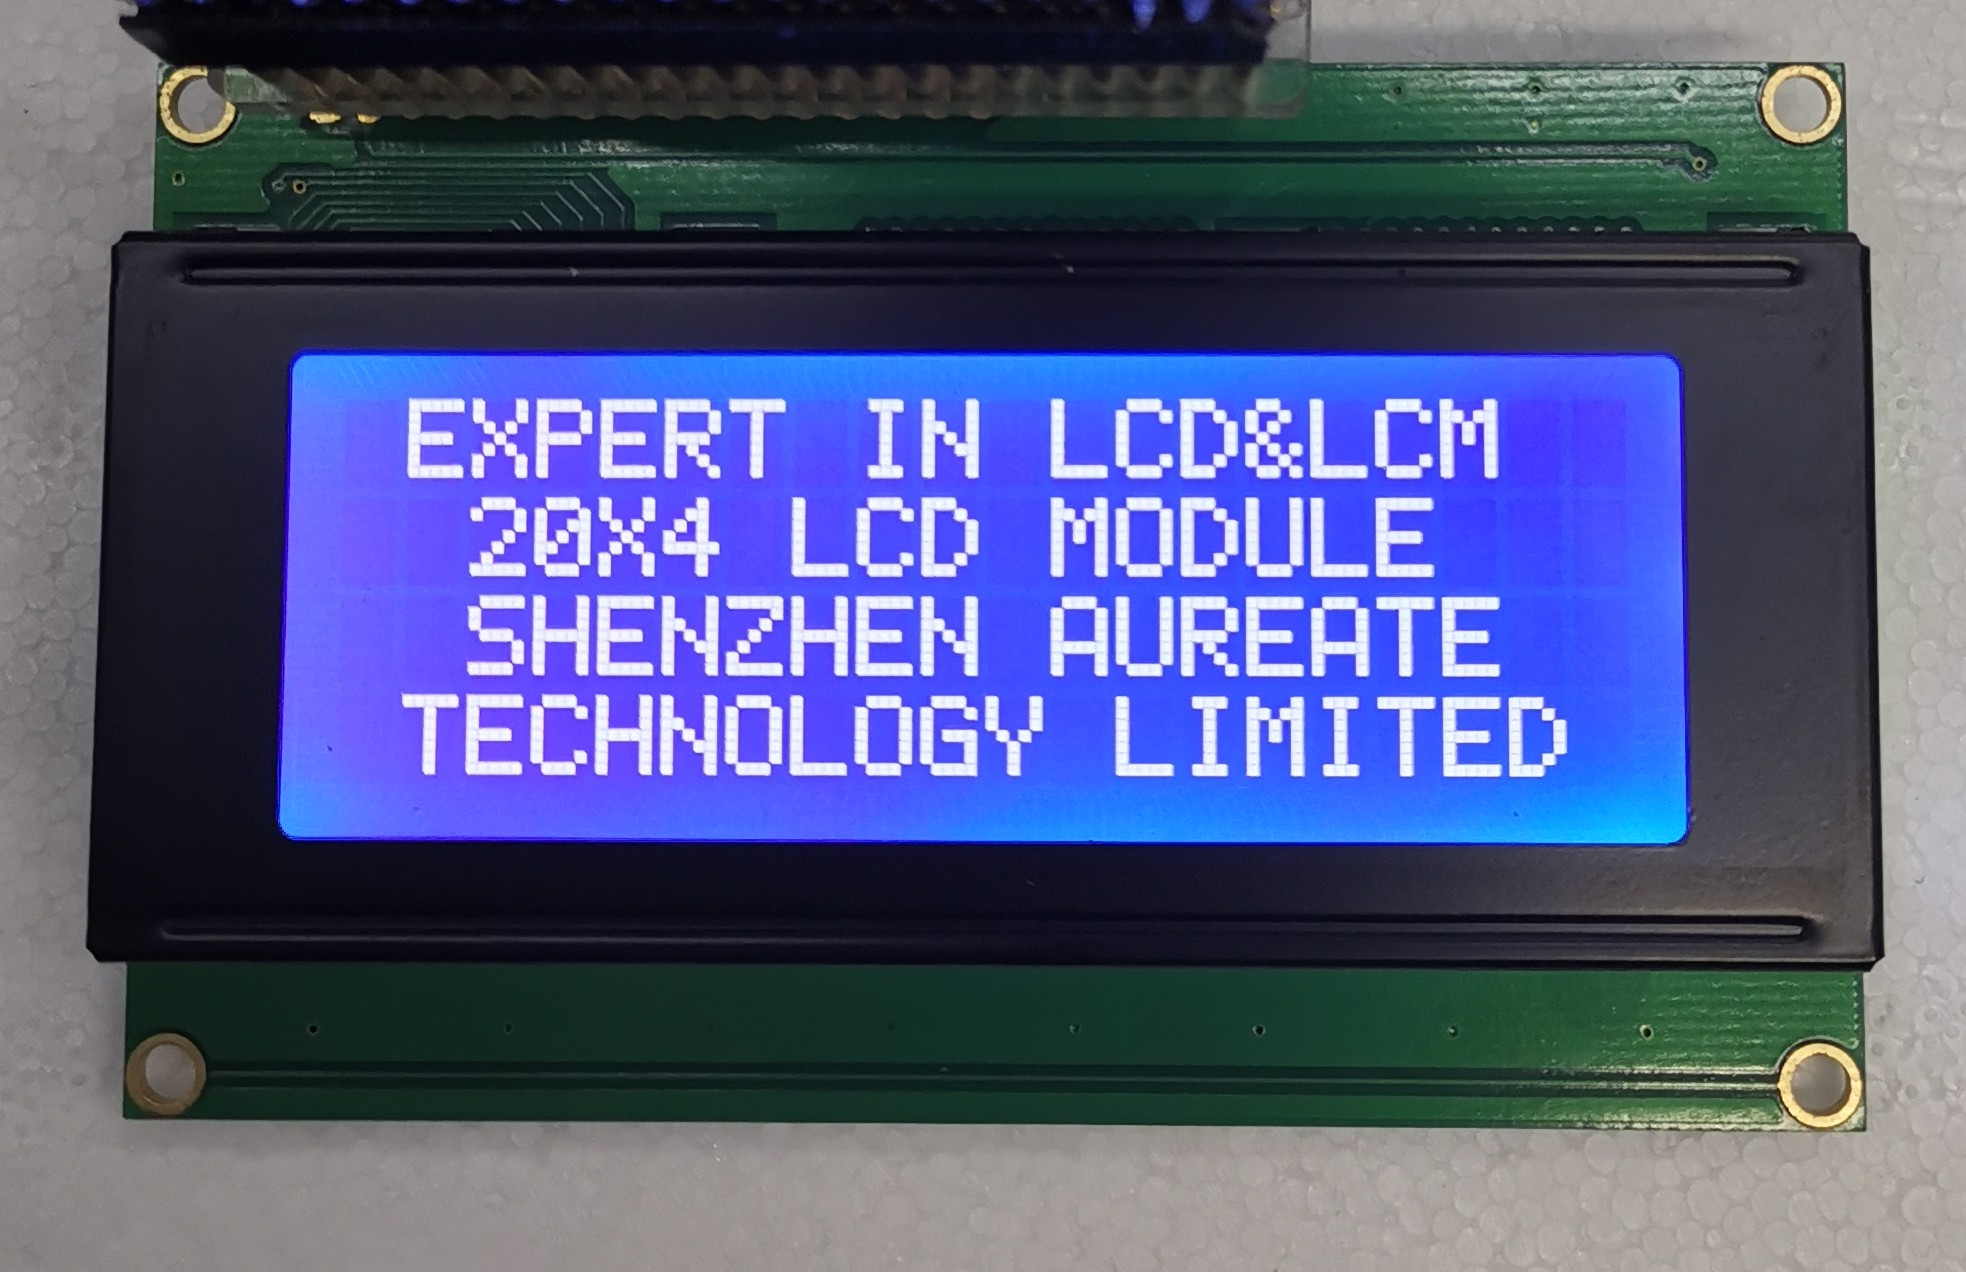 EXPERT IN LCD&LCM
20X4 LCD MODULE
SHENZHEN AUREATE
TECHNOLOGY LIMITED